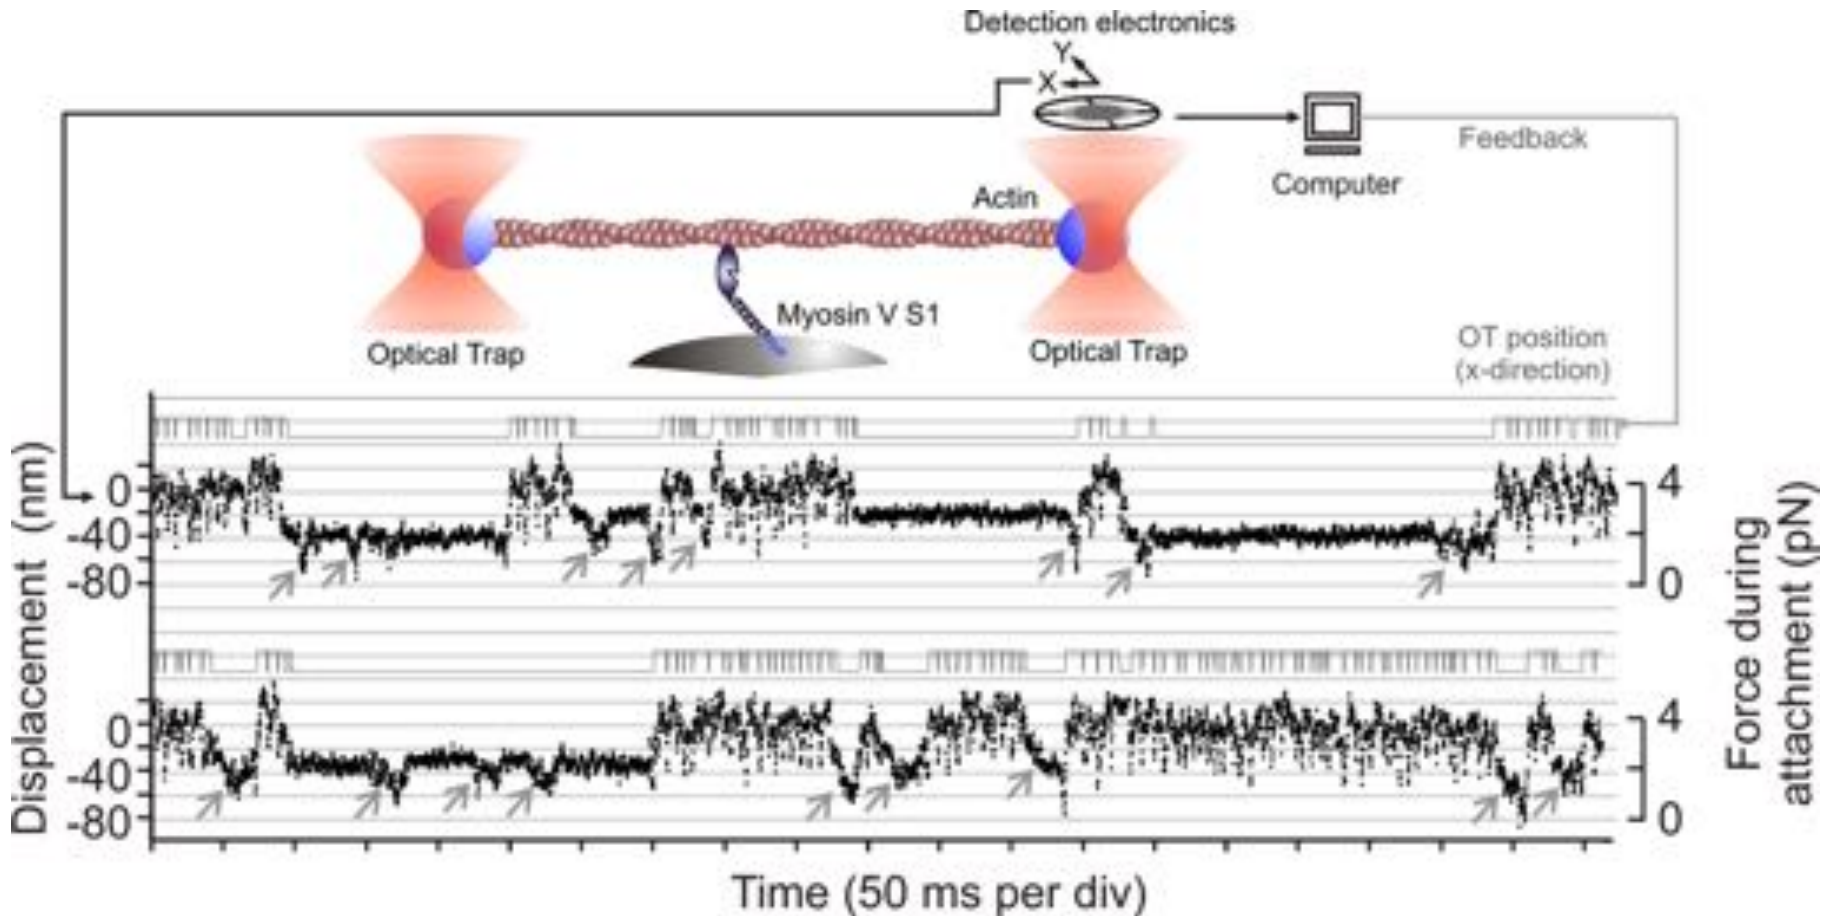 Detection electronics
Y
X
Feedback
Computer
Actin
Myosin V S1
Optical Trap
Optical Trap
OT position
(x-direction)
Displacement (nm)
0
-40
-80
4
0
0
-40
-80
4
0
Force during
attachment (pN)
Time (50 ms per div)